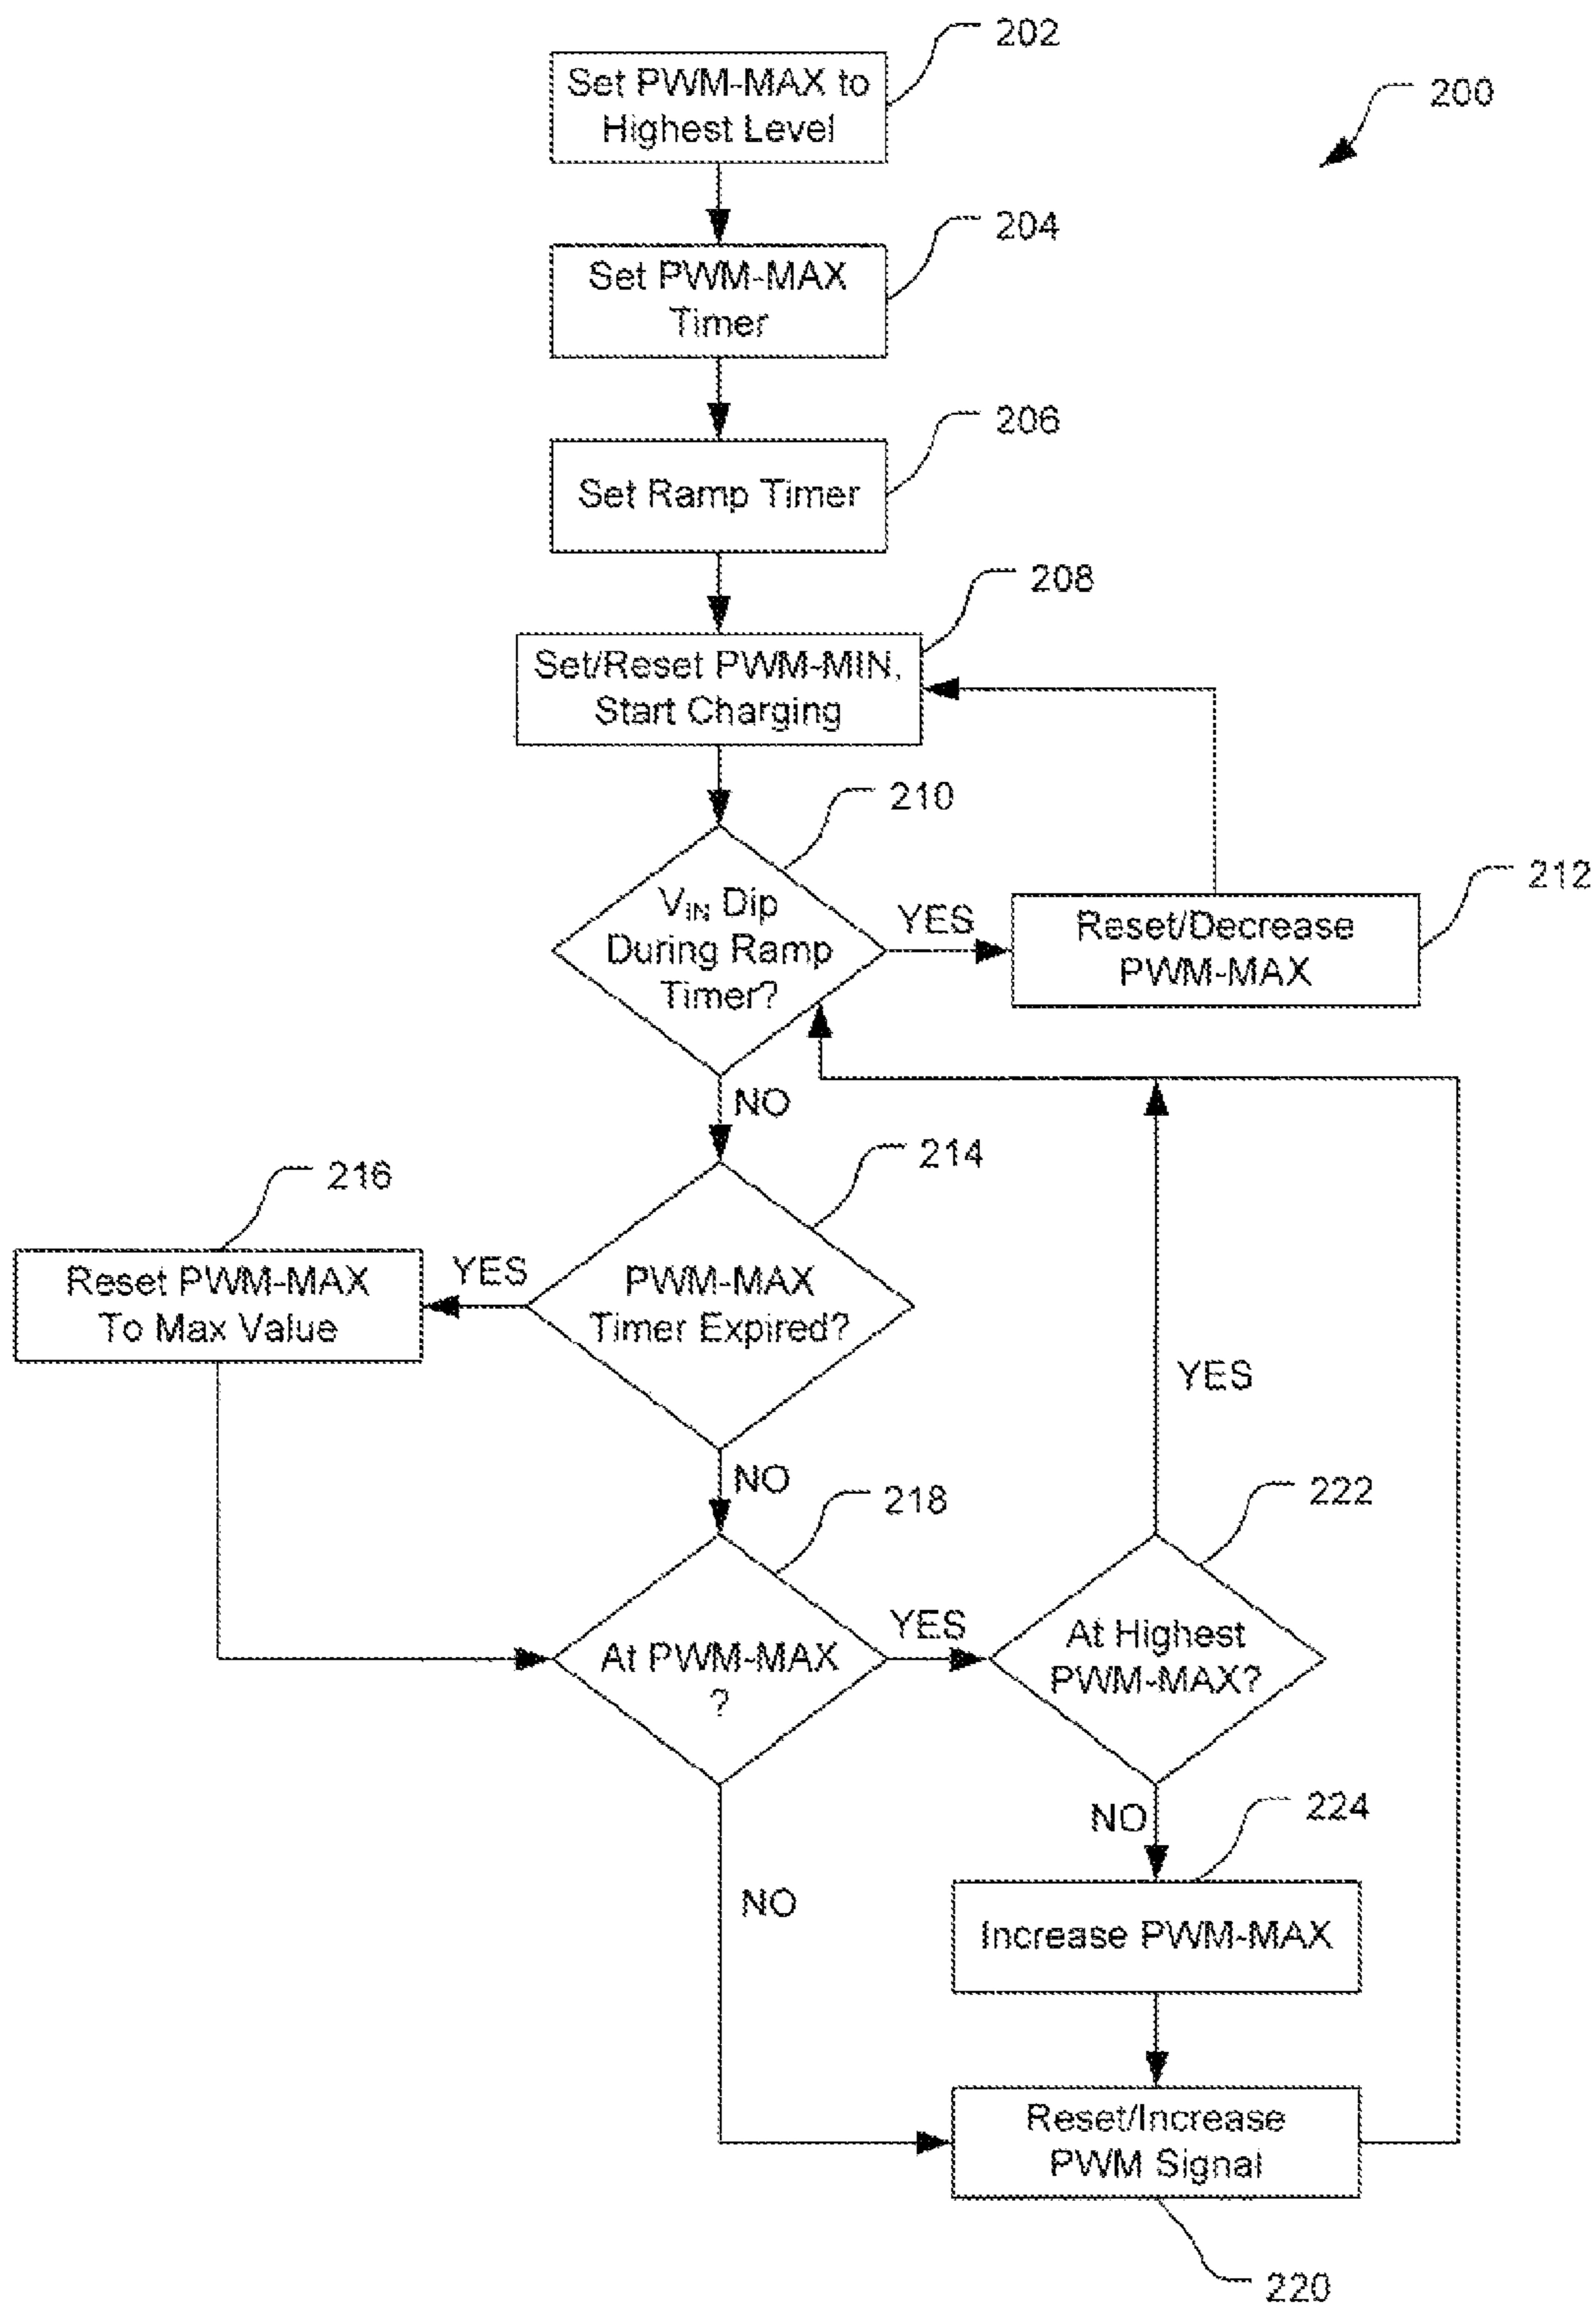 202
Set PWM-MAX to
Highest Level
200
204
Set PWM-MAX
Timer
206
Set Ramp Timer
208
Set/Reset PWM-MIN,
Start Charging
210
VIN Dip
During Ramp
Timer?
YES
212
Reset/Decrease
PWM-MAX
NO
214
216
Reset PWM-MAX
To Max Value
YES
PWM-MAX
Timer Expired?
YES
NO
218
222
At PWM-MAX
?
YES
At Highest
PWM-MAX?
NO
224
NO
Increase PWM-MAX
Reset/Increase
PWM Signal
220